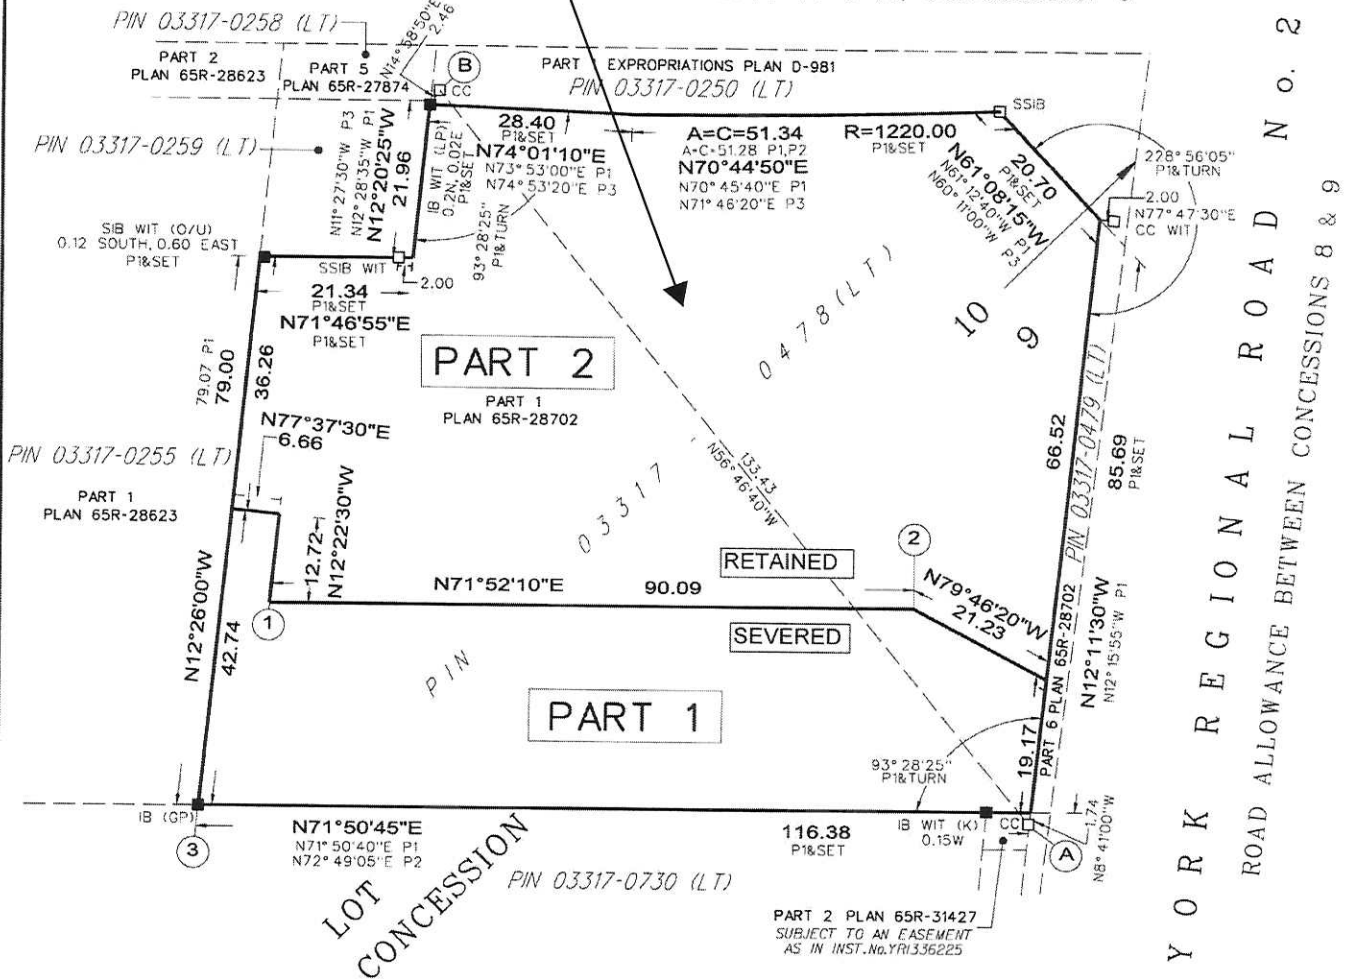 PIN 03317-0258 (LT)
PART 2
PLAN 65R-28623
PART 5
PLAN 65R-27874
N14°58'50"E
2.46
B
CC
PART 1 EXPROPRIATIONS PLAN D-981
PIN 03317-0250 (LT)
SSIB
PIN 03317-0259 (LT)
N11°27'30"W P3
N12°28'35"W P1
N12°20'25"W
21.96
IB WIT (LP)
0.2N, 0.02E
P1&SET
93°28'25"
P1&TURN
28.40
P1&SET
N74°01'10"E
N73°53'00"E P1
N74°53'20"E P3
A=C=51.34
A=C=51.28 P1,P2
N70°44'50"E
N70°45'40"E P1
N71°46'20"E P3
R=1220.00
P1&SET
20.70
P1&SET
N61°08'15"W
N61°12'40"W P1
N60°11'00"W P3
228°56'05"
P1&TURN
2.00
N77°47'30"E
CC WIT
SIB WIT (O/U)
0.12 SOUTH, 0.60 EAST
P1&SET
SSIB WIT
2.00
21.34
P1&SET
N71°46'55"E
P1&SET
79.07 P1
79.00
36.26
PART 2
PART 1
PLAN 65R-28702
10
9
03317
0478 (LT)
133.43
N56°46'40"W
66.52
PIN 03317-0479 (LT)
85.69
P1&SET
N77°37'30"E
6.66
PIN 03317-0255 (LT)
PART 1
PLAN 65R-28623
12.72
N12°22'30"W
N71°52'10"E
90.09
RETAINED
2
N79°46'20"W
21.23
1
SEVERED
N12°26'00"W
42.74
PIN
PART 1
PART 6 PLAN 65R-28702
N12°11'30"W
N12°15'55"W P1
93°28'25"
P1&TURN
19.17
IB (GP)
3
N71°50'45"E
N71°50'40"E P1
N72°49'05"E P2
116.38
P1&SET
IB WIT (K)
0.15W
CC
A
1.74
N8°41'00"W
LOT
CONCESSION
PIN 03317-0730 (LT)
PART 2 PLAN 65R-31427
SUBJECT TO AN EASEMENT
AS IN INST.No.YR1336225
YORK REGIONAL ROAD No. 2
ROAD ALLOWANCE BETWEEN CONCESSIONS 8 & 9